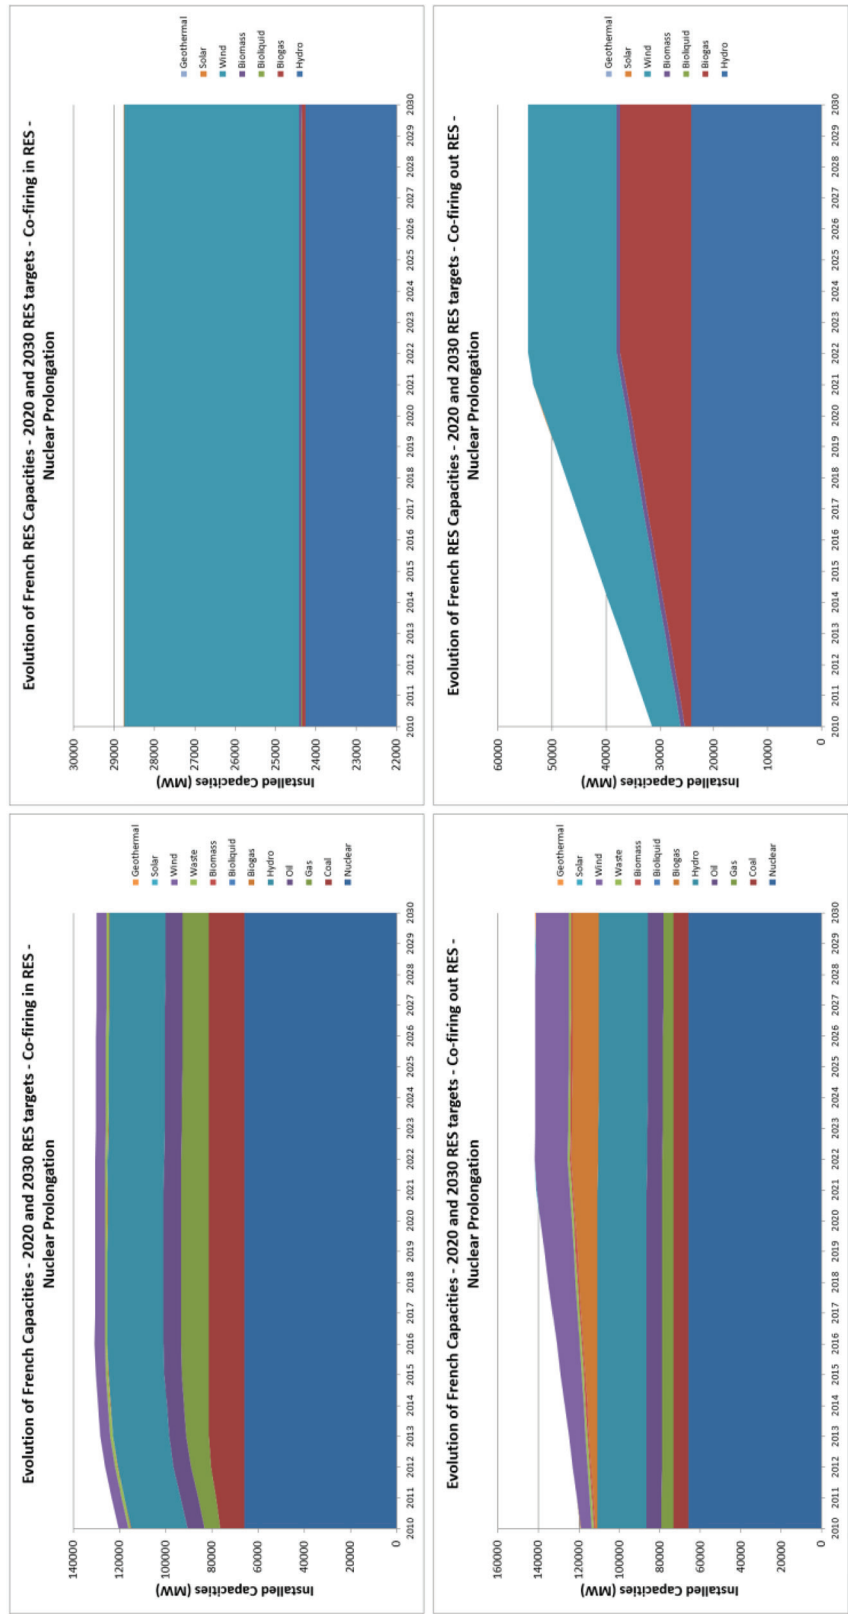 Evolution of French Capacities - 2020 and 2030 RES targets - Co-firing in RES -
Nuclear Prolongation
Installed Capacities (MW)
140000
120000
100000
80000
60000
40000
20000
0
2010 2011 2012 2013 2014 2015 2016 2017 2018 2019 2020 2021 2022 2023 2024 2025 2026 2027 2028 2029 2030
Geothermal
Solar
Wind
Waste
Biomass
Bioliquid
Biogas
Hydro
Oil
Gas
Coal
Nuclear
Evolution of French RES Capacities - 2020 and 2030 RES targets - Co-firing in RES -
Nuclear Prolongation
Installed Capacities (MW)
30000
29000
28000
27000
26000
25000
24000
23000
22000
2010 2011 2012 2013 2014 2015 2016 2017 2018 2019 2020 2021 2022 2023 2024 2025 2026 2027 2028 2029 2030
Geothermal
Solar
Wind
Biomass
Bioliquid
Biogas
Hydro
Evolution of French Capacities - 2020 and 2030 RES targets - Co-firing out RES -
Nuclear Prolongation
Installed Capacities (MW)
160000
140000
120000
100000
80000
60000
40000
20000
0
2010 2011 2012 2013 2014 2015 2016 2017 2018 2019 2020 2021 2022 2023 2024 2025 2026 2027 2028 2029 2030
Geothermal
Solar
Wind
Waste
Biomass
Bioliquid
Biogas
Hydro
Oil
Gas
Coal
Nuclear
Evolution of French RES Capacities - 2020 and 2030 RES targets - Co-firing out RES -
Nuclear Prolongation
Installed Capacities (MW)
60000
50000
40000
30000
20000
10000
0
2010 2011 2012 2013 2014 2015 2016 2017 2018 2019 2020 2021 2022 2023 2024 2025 2026 2027 2028 2029 2030
Geothermal
Solar
Wind
Biomass
Bioliquid
Biogas
Hydro